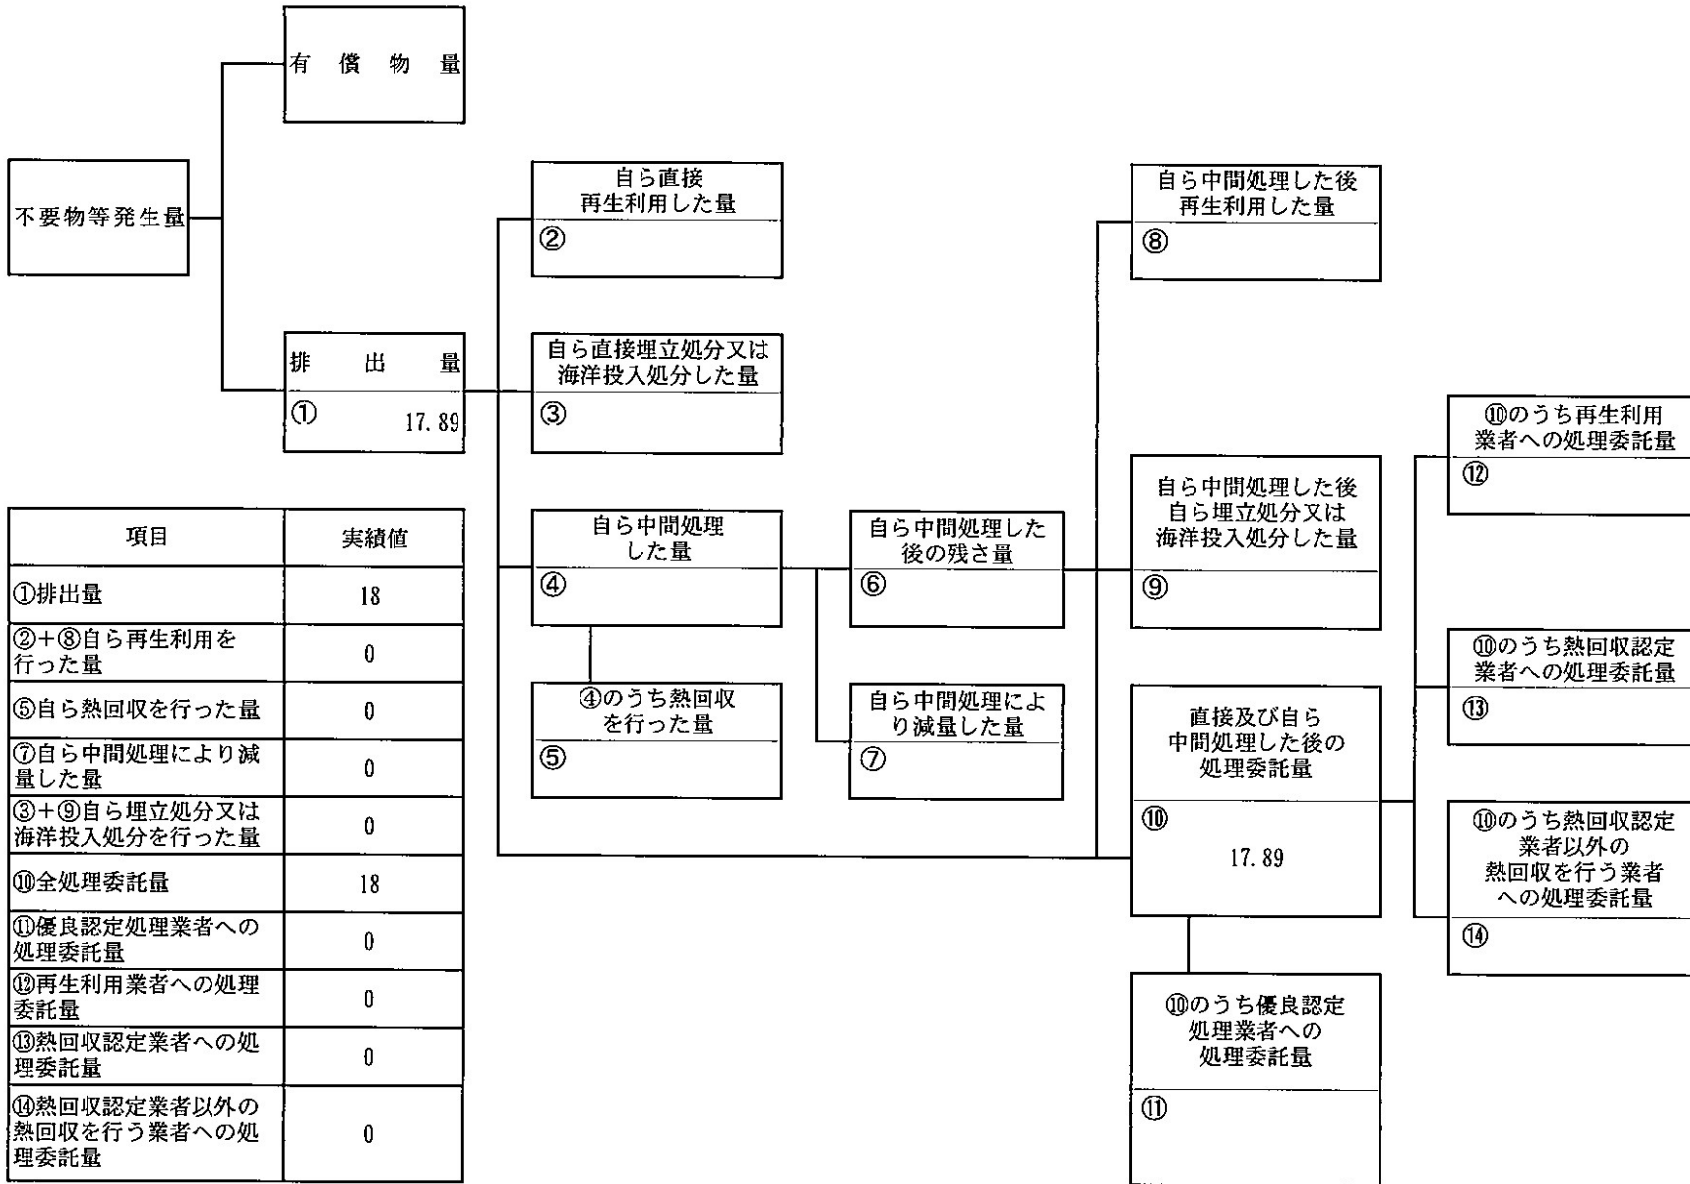 有償物量
不要物等発生量
排出量
① 17.89
自ら直接
再生利用した量
②
自ら直接埋立処分又は
海洋投入処分した量
③
自ら中間処理
した量
④
④のうち熱回収
を行った量
⑤
自ら中間処理した
後の残さ量
⑥
自ら中間処理によ
り減量した量
⑦
自ら中間処理した後
再生利用した量
⑧
自ら中間処理した後
自ら埋立処分又は
海洋投入処分した量
⑨
直接及び自ら
中間処理した後の
処理委託量
⑩
17.89
⑩のうち優良認定
処理業者への
処理委託量
⑪
⑩のうち再生利用
業者への処理委託量
⑫
⑩のうち熱回収認定
業者への処理委託量
⑬
⑩のうち熱回収認定
業者以外の
熱回収を行う業者
への処理委託量
⑭
項目 実績値
①排出量 18
②+⑧自ら再生利用を
行った量 0
⑤自ら熱回収を行った量 0
⑦自ら中間処理により減
量した量 0
③+⑨自ら埋立処分又は
海洋投入処分を行った量 0
⑩全処理委託量 18
⑪優良認定処理業者への
処理委託量 0
⑫再生利用業者への処理
委託量 0
⑬熱回収認定業者への処
理委託量 0
⑭熱回収認定業者以外の
熱回収を行う業者への処
理委託量 0